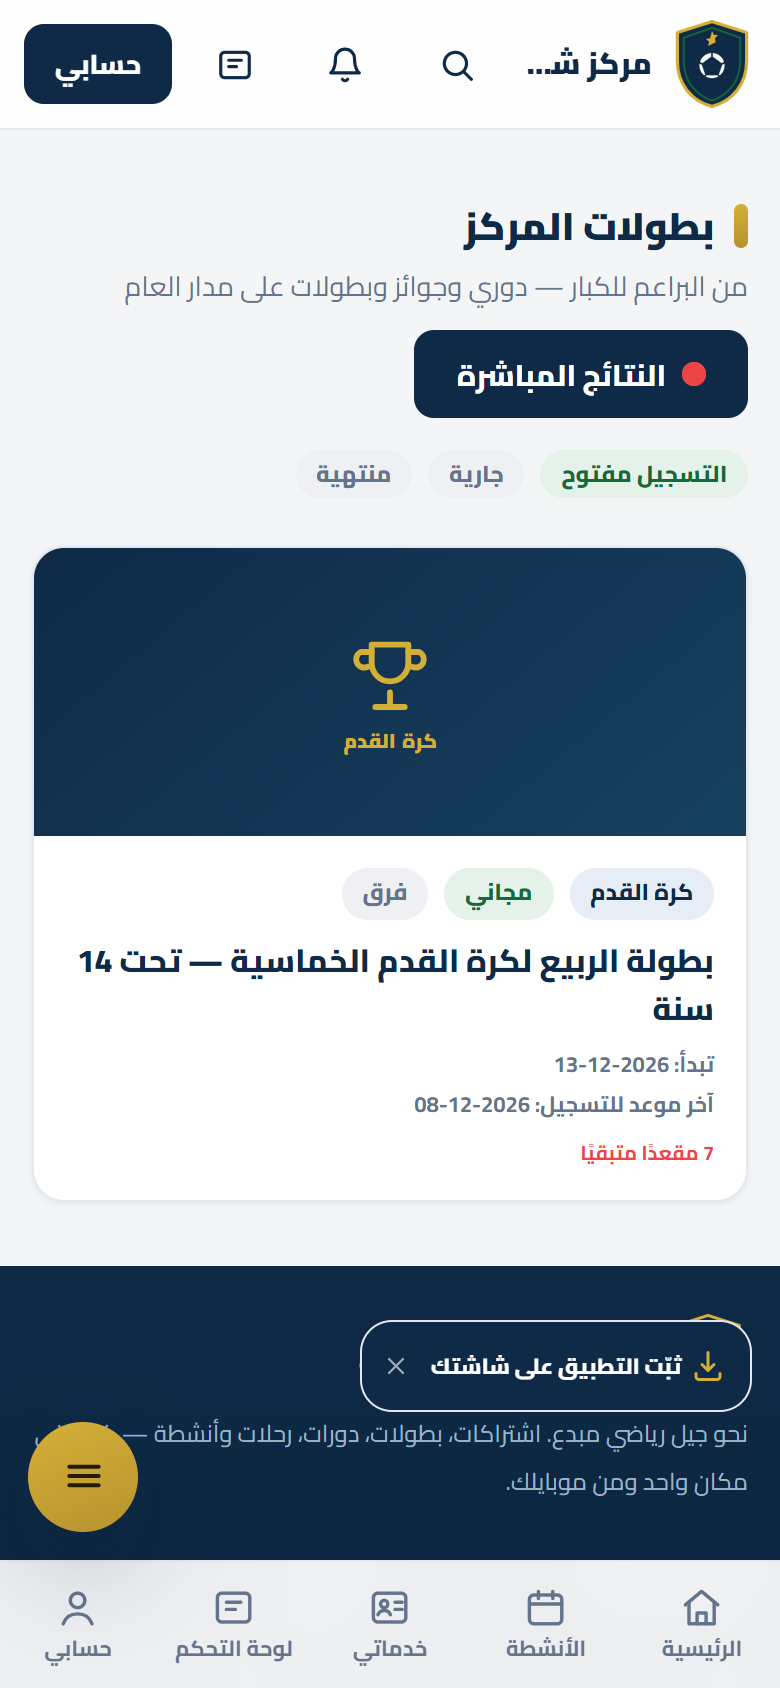 مركز ش...
حسابي
بطولات المركز
من البراعم للكبار — دوري وجوائز وبطولات على مدار العام
النتائج المباشرة
التسجيل مفتوح
جارية
منتهية
كرة القدم
كرة القدم
مجاني
فرق
بطولة الربيع لكرة القدم الخماسية — تحت 14
سنة
تبدأ: 2026-12-13
آخر موعد للتسجيل: 2026-12-08
7 مقعدًا متبقيًا
ثبّت التطبيق على شاشتك
نحو جيل رياضي مبدع. اشتراكات، بطولات، دورات، رحلات وأنشطة —
مكان واحد ومن موبايلك.
الرئيسية
الأنشطة
خدماتي
لوحة التحكم
حسابي